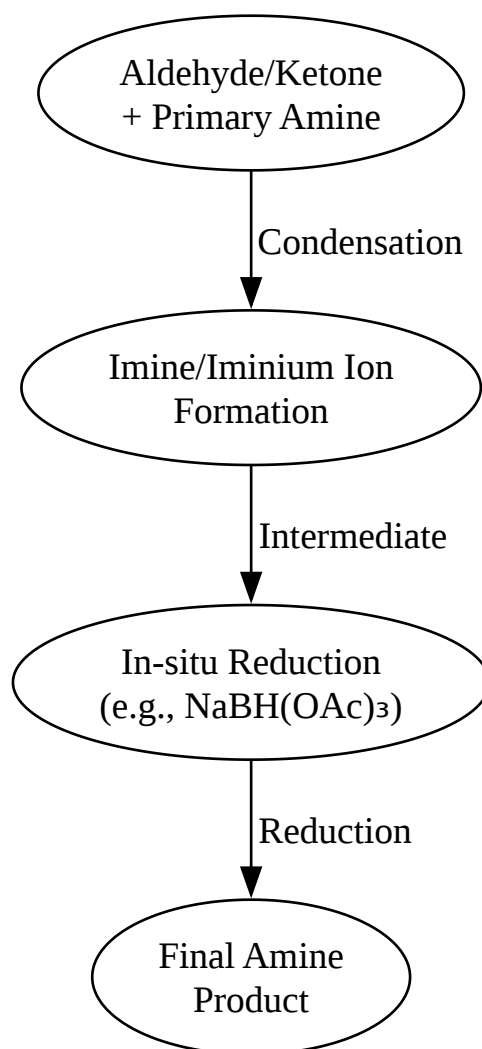 Aldehyde/Ketone
+ Primary Amine
Condensation
Imine/Iminium Ion
Formation
Intermediate
In-situ Reduction
(e.g., NaBH(OAc)₃)
Reduction
Final Amine
Product